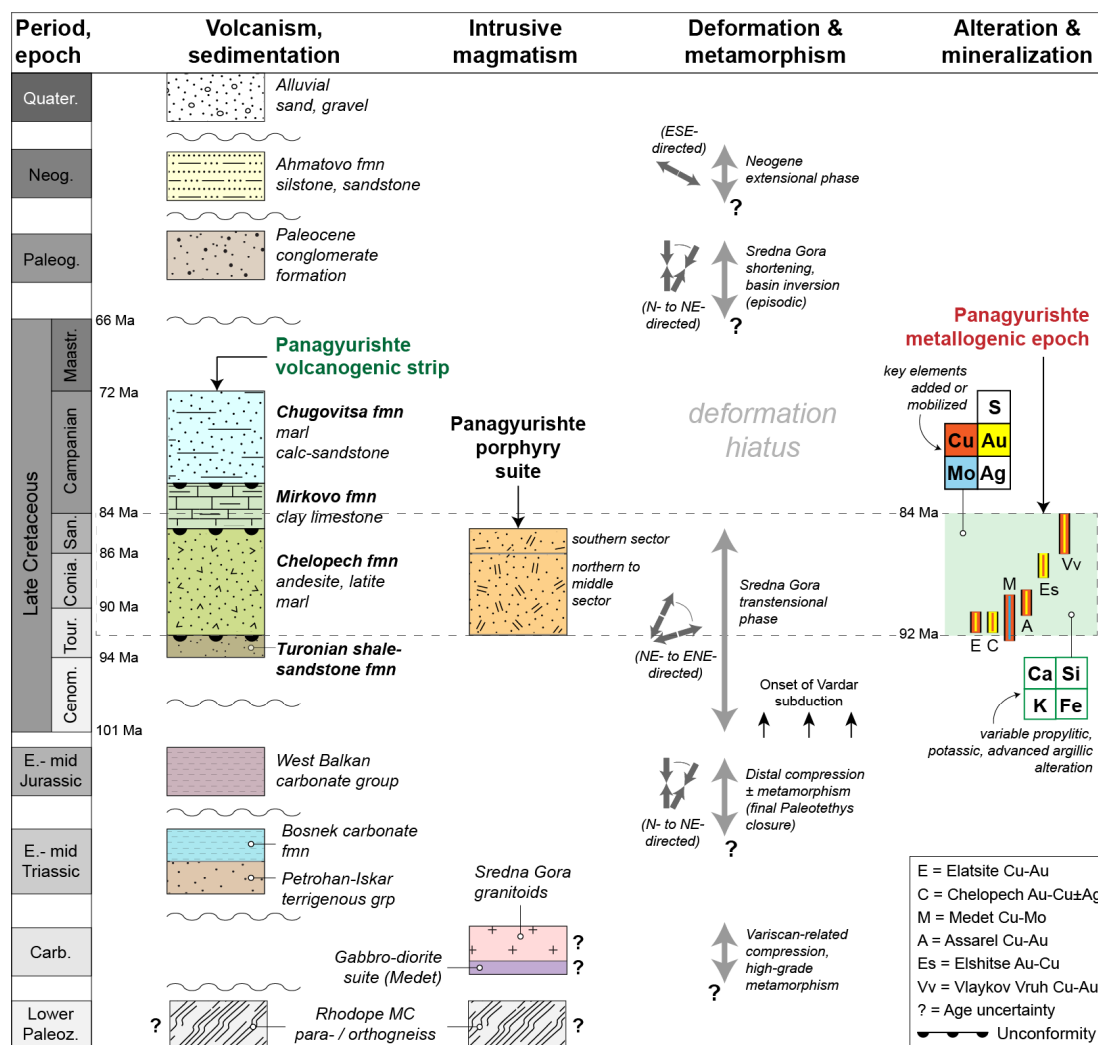 Period,
epoch
Volcanism,
sedimentation
Intrusive
magmatism
Deformation &
metamorphism
Alteration &
mineralization
Quater.
Alluvial
sand, gravel
Neog.
Ahmatovo fmn
silstone, sandstone
(ESE-
directed)
Neogene
extensional phase
?
Paleog.
Paleocene
conglomerate
formation
(N- to NE-
directed)
Sredna Gora
shortening,
basin inversion
(episodic)
?
66 Ma
Late Cretaceous
Maastr.
72 Ma
Campanian
84 Ma
San.
86 Ma
Conia.
90 Ma
Tour.
94 Ma
Cenom.
101 Ma
Panagyurishte
volcanogenic strip
Chugovitsa fmn
marl
calc-sandstone
Mirkovo fmn
clay limestone
Chelopech fmn
andesite, latite
marl
Turonian shale-
sandstone fmn
Panagyurishte
porphyry
suite
southern sector
northern to
middle
sector
deformation
hiatus
Sredna Gora
transtensional
phase
(NE- to ENE-
directed)
Onset of Vardar
subduction
Panagyurishte
metallogenic epoch
key elements
added or
mobilized
S
Cu Au
Mo Ag
84 Ma
Vv
Es
M
A
E C
92 Ma
Ca Si
K Fe
variable propylitic,
potassic, advanced argillic
alteration
E.- mid
Jurassic
West Balkan
carbonate group
(N- to NE-
directed)
Distal compression
± metamorphism
(final Paleotethys
closure)
?
E.- mid
Triassic
Bosnek carbonate
fmn
Petrohan-Iskar
terrigenous grp
Carb.
Sredna Gora
granitoids
?
Gabbro-diorite
suite (Medet)
?
Variscan-related
compression,
high-grade
metamorphism
?
Lower
Paleoz.
?
Rhodope MC
para- / orthogneiss
?
E = Elatsite Cu-Au
C = Chelopech Au-Cu±Ag
M = Medet Cu-Mo
A = Assarel Cu-Au
Es = Elshitse Au-Cu
Vv = Vlaykov Vruh Cu-Au
? = Age uncertainty
Unconformity